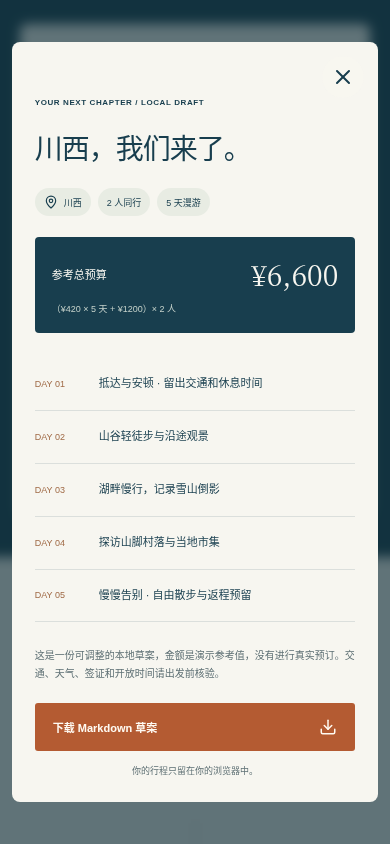 YOUR NEXT CHAPTER / LOCAL DRAFT
川西，我们来了。
川西
2 人同行
5 天漫游
参考总预算
¥6,600
（¥420 × 5 天 + ¥1200）× 2 人
DAY 01
抵达与安顿 · 留出交通和休息时间
DAY 02
山谷轻徒步与沿途观景
DAY 03
湖畔慢行，记录雪山倒影
DAY 04
探访山脚村落与当地市集
DAY 05
慢慢告别 · 自由散步与返程预留
这是一份可调整的本地草案，金额是演示参考值，没有进行真实预订。交
通、天气、签证和开放时间请出发前核验。
下载 Markdown 草案
你的行程只留在你的浏览器中。